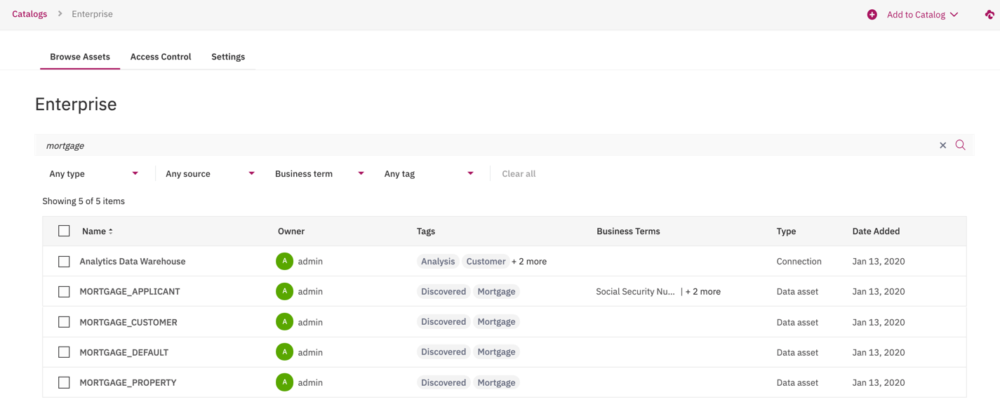 Catalogs > Enterprise Add to Catalog
Browse Assets Access Control Settings
Enterprise
mortgage
Any type Any source Business term Any tag Clear all
Showing 5 of 5 items
Name Owner Tags Business Terms Type Date Added
Analytics Data Warehouse A admin Analysis Customer + 2 more Connection Jan 13, 2020
MORTGAGE_APPLICANT A admin Discovered Mortgage Social Security Nu... | + 2 more Data asset Jan 13, 2020
MORTGAGE_CUSTOMER A admin Discovered Mortgage Data asset Jan 13, 2020
MORTGAGE_DEFAULT A admin Discovered Mortgage Data asset Jan 13, 2020
MORTGAGE_PROPERTY A admin Discovered Mortgage Data asset Jan 13, 2020